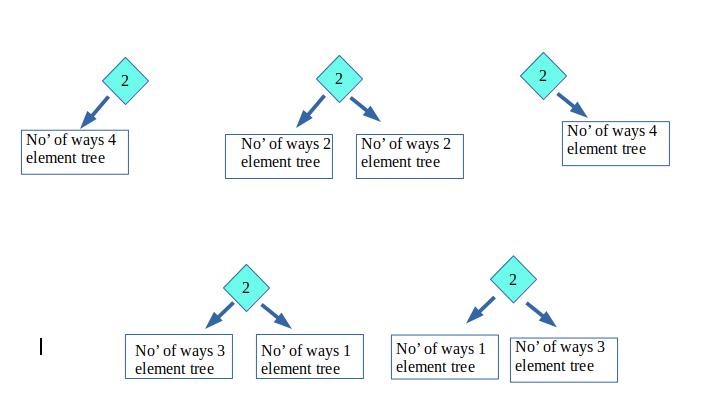 2
No’ of ways 4
element tree
2
No’ of ways 2
element tree
No’ of ways 2
element tree
2
No’ of ways 4
element tree
2
No’ of ways 3
element tree
No’ of ways 1
element tree
2
No’ of ways 1
element tree
No’ of ways 3
element tree